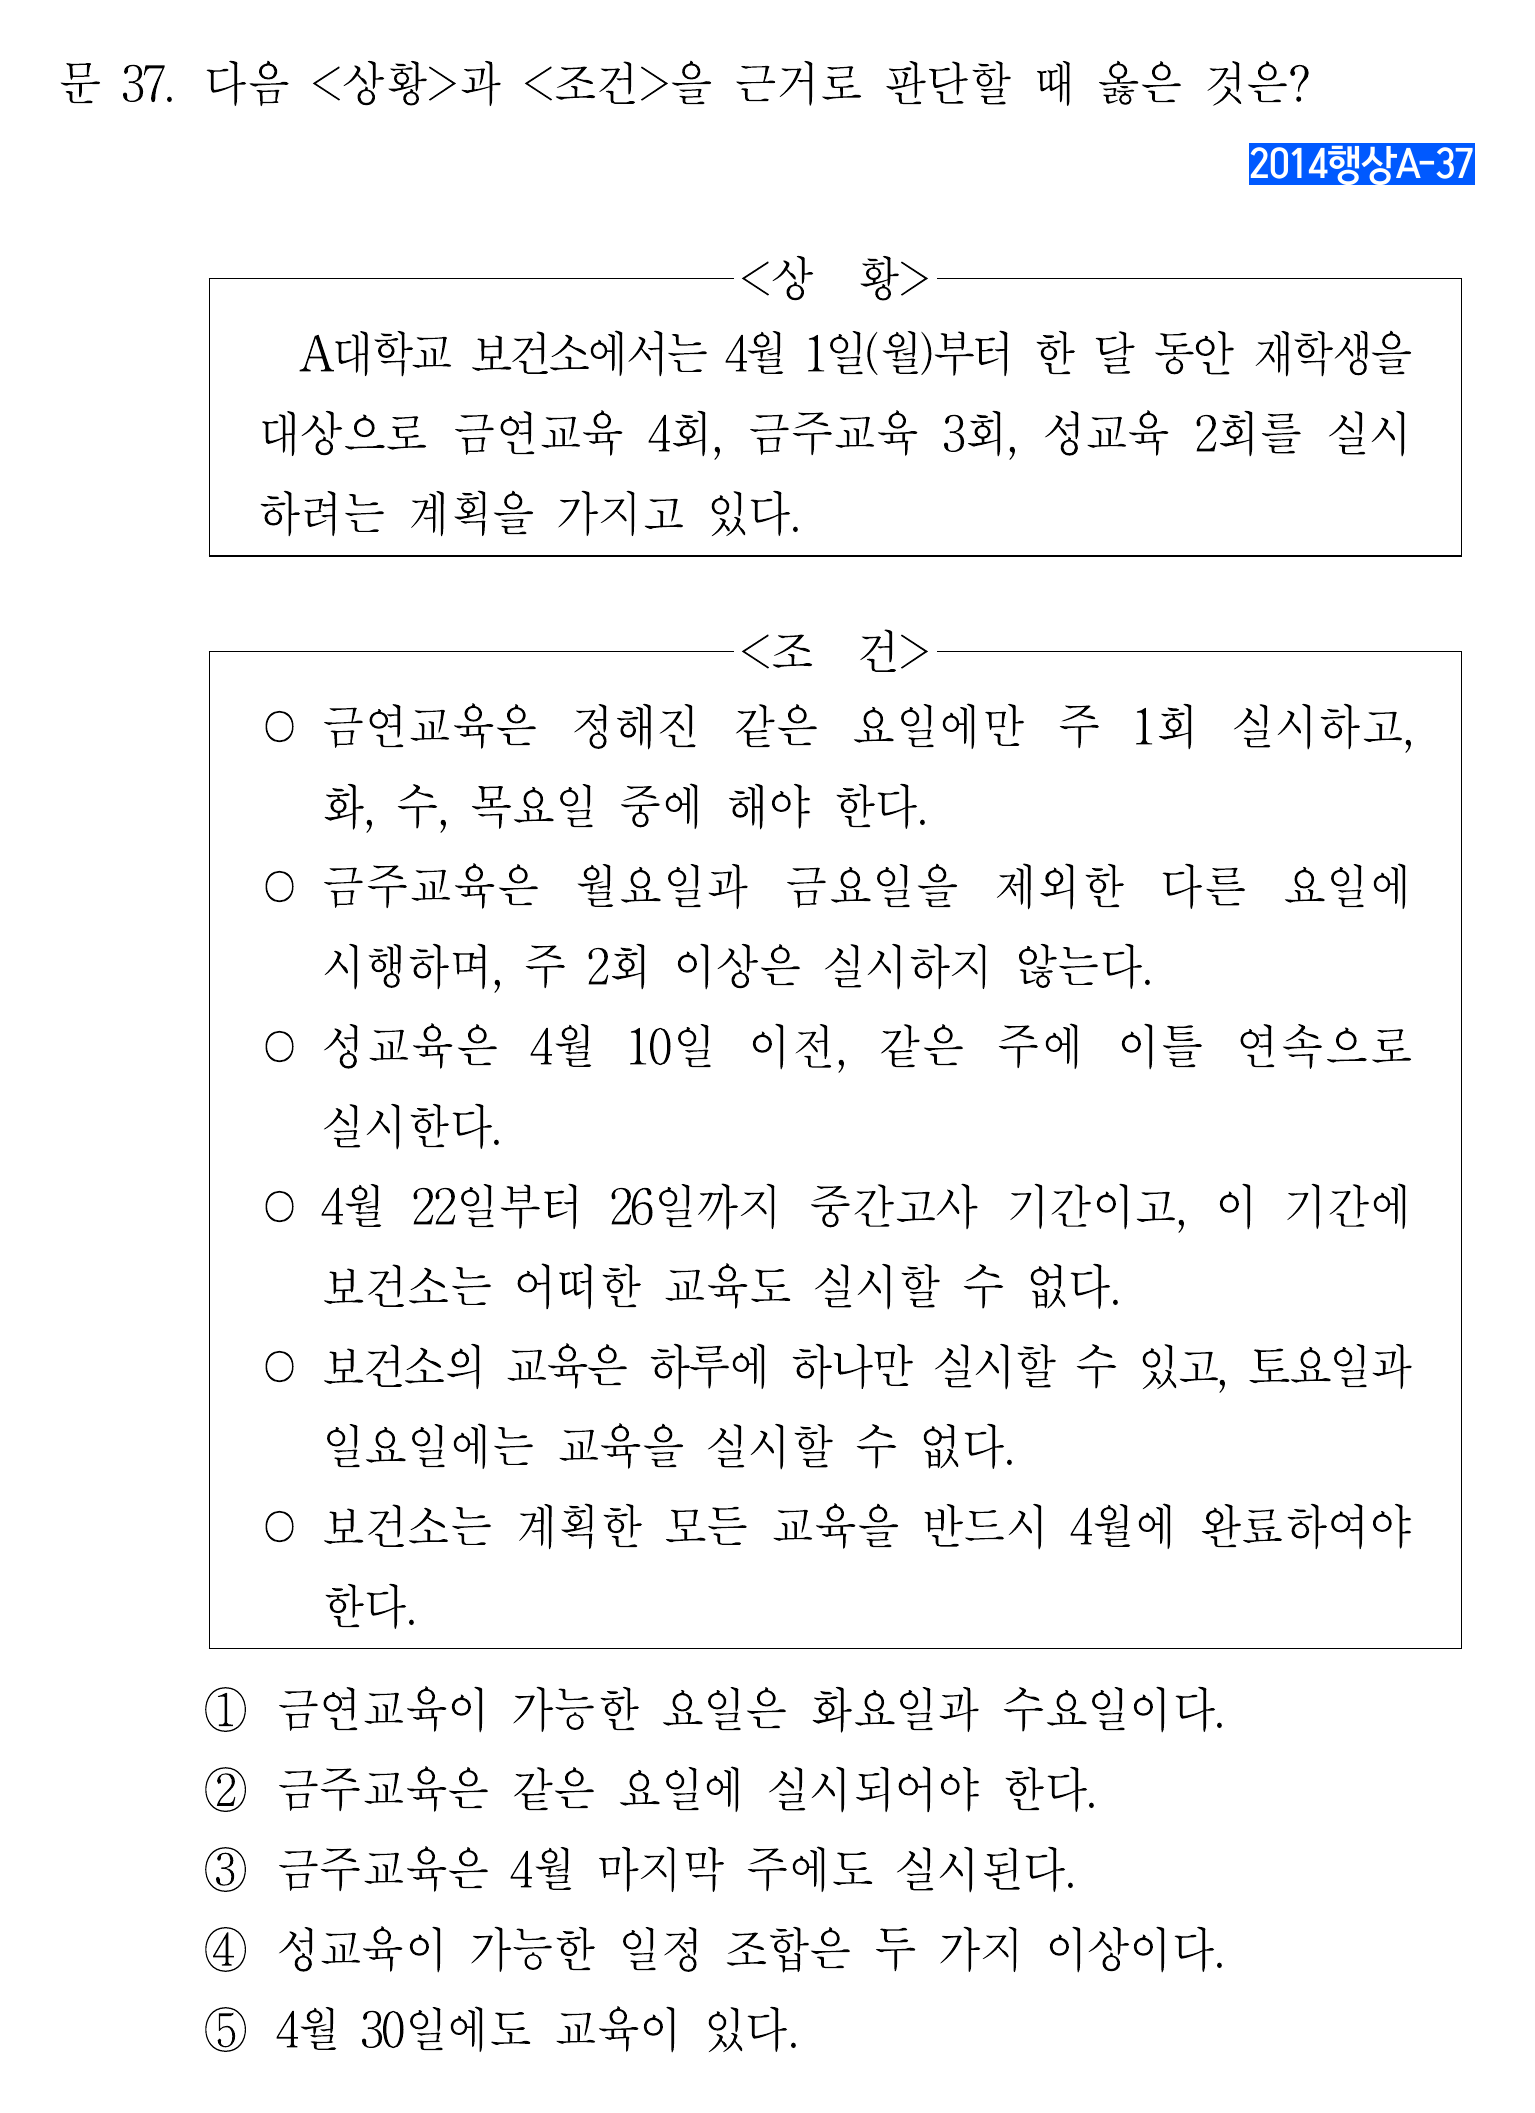 문 37. 다음 <상황>과 <조건>을 근거로 판단할 때 옳은 것은?
2014행상A-37
<상 황>
A대학교 보건소에서는 4월 1일(월)부터 한 달 동안 재학생을
대상으로 금연교육 4회, 금주교육 3회, 성교육 2회를 실시
하려는 계획을 가지고 있다.
<조 건>
○ 금연교육은 정해진 같은 요일에만 주 1회 실시하고,
화, 수, 목요일 중에 해야 한다.
○ 금주교육은 월요일과 금요일을 제외한 다른 요일에
시행하며, 주 2회 이상은 실시하지 않는다.
○ 성교육은 4월 10일 이전, 같은 주에 이틀 연속으로
실시한다.
○ 4월 22일부터 26일까지 중간고사 기간이고, 이 기간에
보건소는 어떠한 교육도 실시할 수 없다.
○ 보건소의 교육은 하루에 하나만 실시할 수 있고, 토요일과
일요일에는 교육을 실시할 수 없다.
○ 보건소는 계획한 모든 교육을 반드시 4월에 완료하여야
한다.
① 금연교육이 가능한 요일은 화요일과 수요일이다.
② 금주교육은 같은 요일에 실시되어야 한다.
③ 금주교육은 4월 마지막 주에도 실시된다.
④ 성교육이 가능한 일정 조합은 두 가지 이상이다.
⑤ 4월 30일에도 교육이 있다.